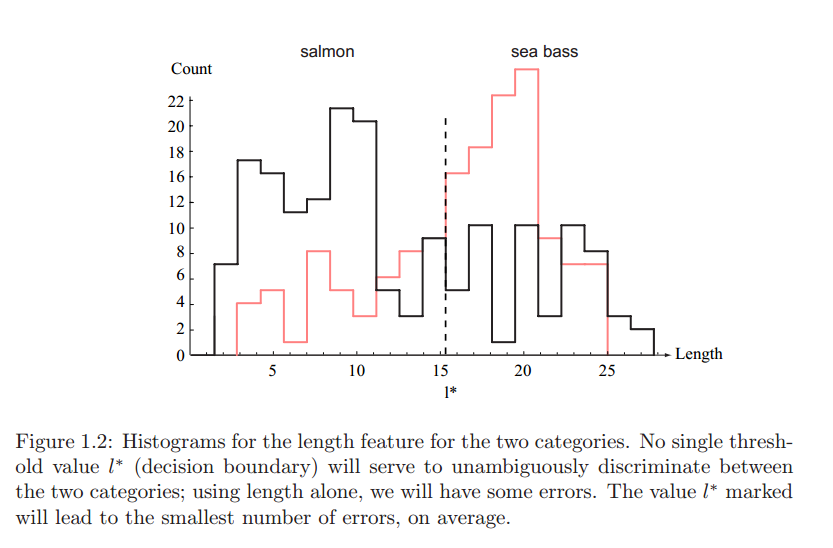 salmon sea bass
Count
22
20
18
16
12
10
8
6
4
2
0
5 10 15 20 25 Length
l*
Figure 1.2: Histograms for the length feature for the two categories. No single thresh-
old value l* (decision boundary) will serve to unambiguously discriminate between
the two categories; using length alone, we will have some errors. The value l* marked
will lead to the smallest number of errors, on average.